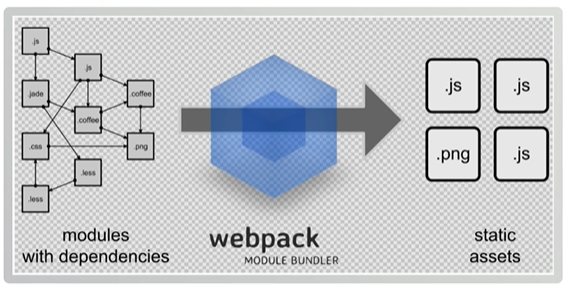 .js
.js
.jade
.coffee
.coffee
.css
png
.less
.less
modules
with dependencies
webpack
MODULE BUNDLER
.js
.js
.png
.js
static
assets